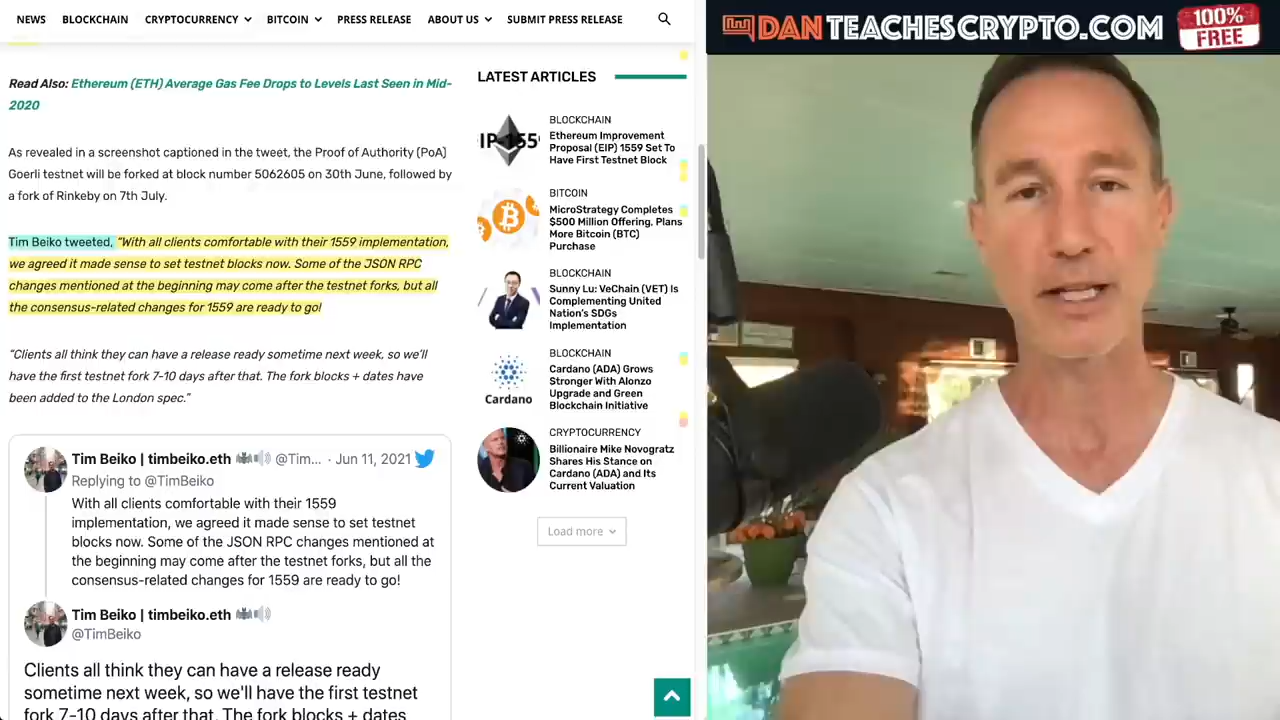 NEWS BLOCKCHAIN CRYPTOCURRENCY BITCOIN PRESS RELEASE ABOUT US SUBMIT PRESS RELEASE
Read Also: Ethereum (ETH) Average Gas Fee Drops to Levels Last Seen in Mid-
2020
As revealed in a screenshot captioned in the tweet, the Proof of Authority (PoA)
Goerli testnet will be forked at block number 5062605 on 30th June, followed by
a fork of Rinkeby on 7th July.
Tim Beiko tweeted, “With all clients comfortable with their 1559 implementation,
we agreed it made sense to set testnet blocks now. Some of the JSON RPC
changes mentioned at the beginning may come after the testnet forks, but all
the consensus-related changes for 1559 are ready to go!
“Clients all think they can have a release ready sometime next week, so we’ll
have the first testnet fork 7-10 days after that. The fork blocks + dates have
been added to the London spec.”
Tim Beiko | timbeiko.eth @Tim... · Jun 11, 2021
Replying to @TimBeiko
With all clients comfortable with their 1559
implementation, we agreed it made sense to set testnet
blocks now. Some of the JSON RPC changes mentioned at
the beginning may come after the testnet forks, but all the
consensus-related changes for 1559 are ready to go!
Tim Beiko | timbeiko.eth
@TimBeiko
Clients all think they can have a release ready
sometime next week, so we'll have the first testnet
fork 7-10 days after that. The fork blocks + dates
LATEST ARTICLES
IP-1559
BLOCKCHAIN
Ethereum Improvement
Proposal (EIP) 1559 Set To
Have First Testnet Block
BITCOIN
MicroStrategy Completes
$500 Million Offering, Plans
More Bitcoin (BTC)
Purchase
BLOCKCHAIN
Sunny Lu: VeChain (VET) Is
Complementing United
Nation’s SDGs
Implementation
Cardano
BLOCKCHAIN
Cardano (ADA) Grows
Stronger With Alonzo
Upgrade and Green
Blockchain Initiative
CRYPTOCURRENCY
Billionaire Mike Novogratz
Shares His Stance on
Cardano (ADA) and Its
Current Valuation
Load more
DANTEACHESCRYPTO.COM
100%
FREE